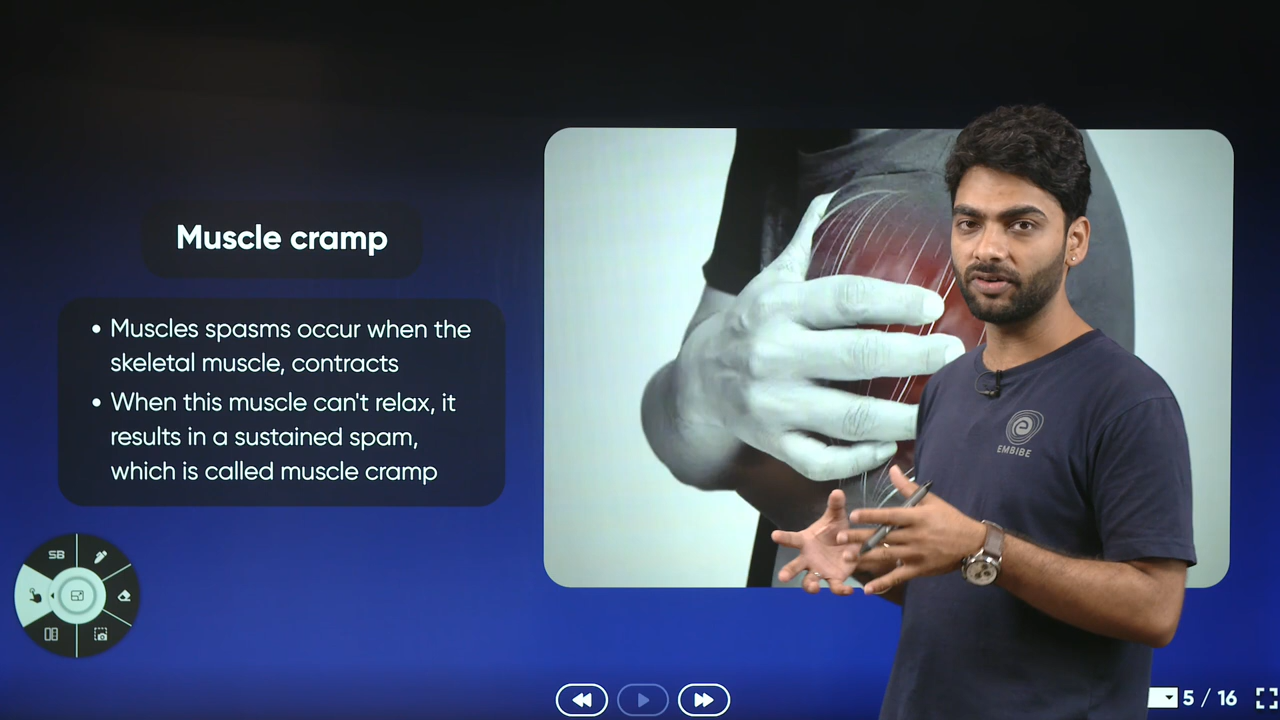 Muscle cramp
• Muscles spasms occur when the
skeletal muscle, contracts
• When this muscle can't relax, it
results in a sustained spam,
which is called muscle cramp
e
EMBIBE
SB
5 / 16